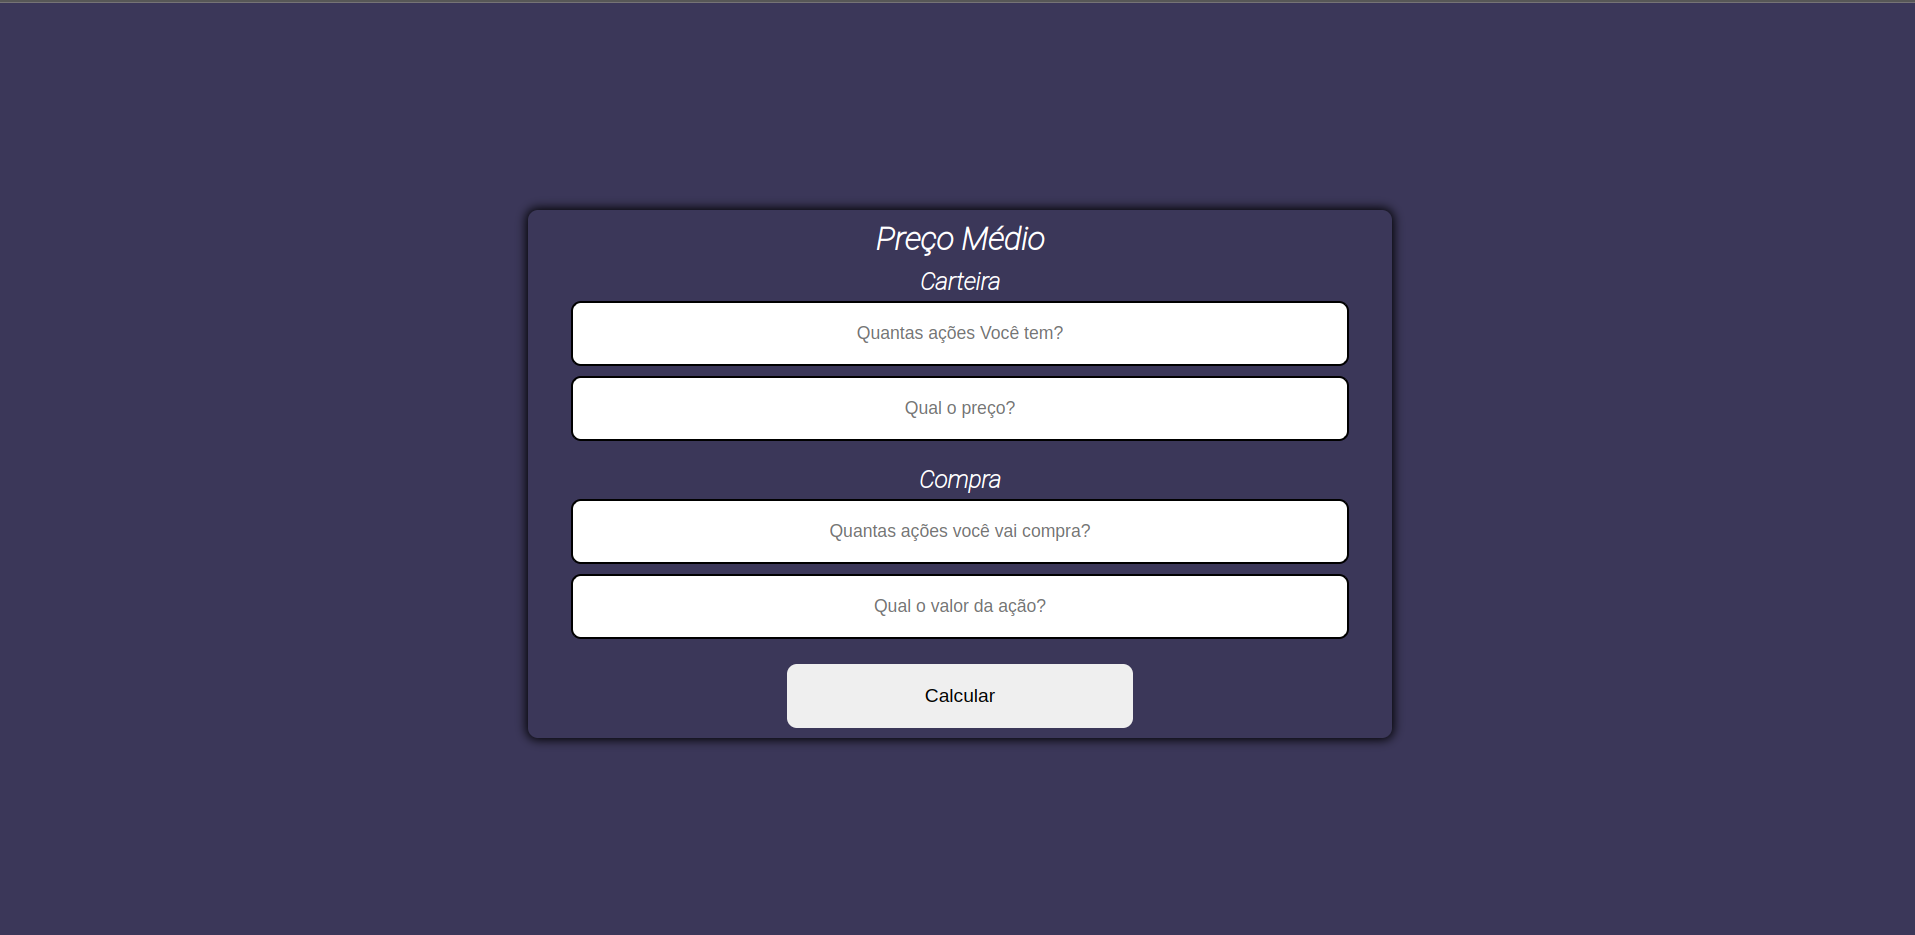 Preço Médio
Carteira
Quantas ações Você tem?
Qual o preço?
Compra
Quantas ações você vai compra?
Qual o valor da ação?
Calcular